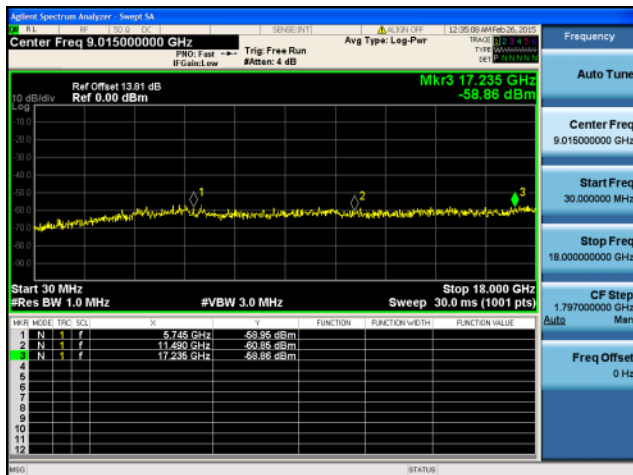 Agilent Spectrum Analyzer - Swept SA
RL RF 50 Ω DC SENSE:INT ALIGN OFF 12:35:08 AM Feb 26, 2015
Center Freq 9.015000000 GHz
PNO: Fast
IFGain:Low
Trig: Free Run
#Atten: 4 dB
Avg Type: Log-Pwr
TRACE 1 2 3 4 5 6
TYPE
DET P N N N N N
Mkr3 17.235 GHz
-58.86 dBm
Ref Offset 13.81 dB
10 dB/div Ref 0.00 dBm
Log
-10.0
-20.0
-30.0
-40.0
-50.0
-60.0
-70.0
-80.0
-90.0
1
2
3
Start 30 MHz Stop 18.000 GHz
#Res BW 1.0 MHz #VBW 3.0 MHz Sweep 30.0 ms (1001 pts)
MKR MODE TRC SCL X Y FUNCTION FUNCTION WIDTH FUNCTION VALUE
1 N 1 f 5.745 GHz -58.95 dBm
2 N 1 f 11.490 GHz -60.85 dBm
3 N 1 f 17.235 GHz -58.86 dBm
4
5
6
7
8
9
10
11
12
MSG STATUS
Frequency
Auto Tune
Center Freq
9.015000000 GHz
Start Freq
30.000000 MHz
Stop Freq
18.000000000 GHz
CF Step
1.797000000 GHz
Auto Man
Freq Offset
0 Hz